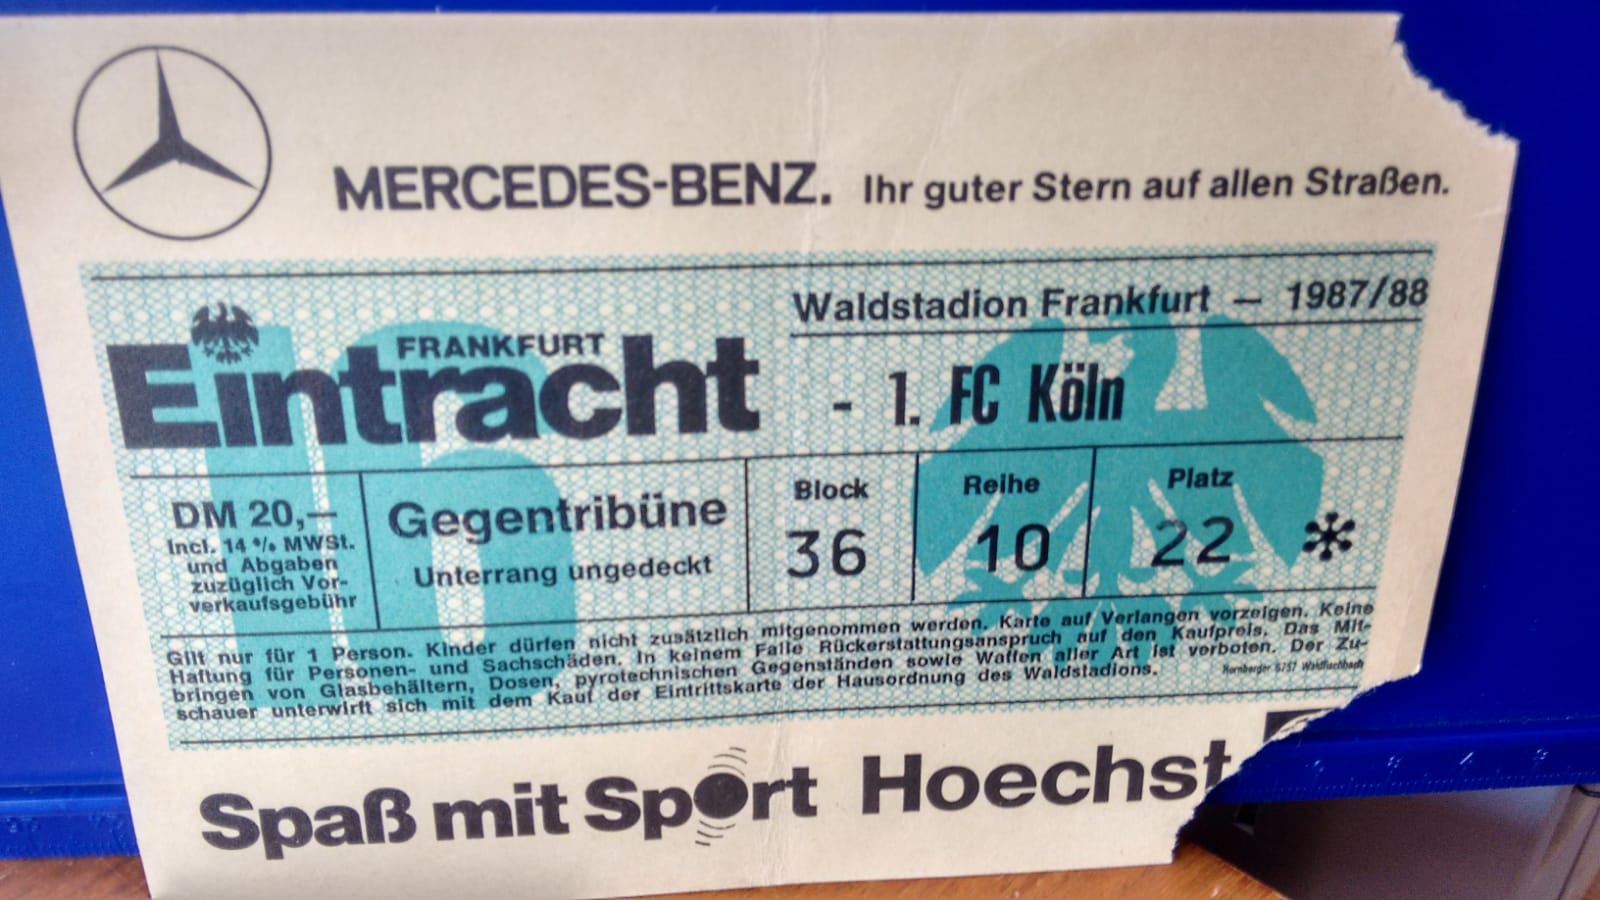 MERCEDES-BENZ. Ihr guter Stern auf allen Straßen.
Waldstadion Frankfurt — 1987/88
FRANKFURT
Eintracht - 1. FC Köln
DM 20,—
Incl. 14 % MWSt.
und Abgaben
zuzüglich Vor-
verkaufsgebühr
Gegentribüne
Unterrang ungedeckt
Block
36
Reihe
10
Platz
22 *
Gilt nur für 1 Person. Kinder dürfen nicht zusätzlich mitgenommen werden. Karte auf Verlangen vorzeigen. Keine
Haftung für Personen- und Sachschäden. In keinem Falle Rückerstattungsanspruch auf den Kaufpreis. Das Mit-
bringen von Glasbehältern, Dosen, pyrotechnischen Gegenständen sowie Waffen aller Art ist verboten. Der Zu-
schauer unterwirft sich mit dem Kauf der Eintrittskarte der Hausordnung des Waldstadions.
Hornberger 6757 Waldfischbach
16
Spaß mit Sport Hoechst